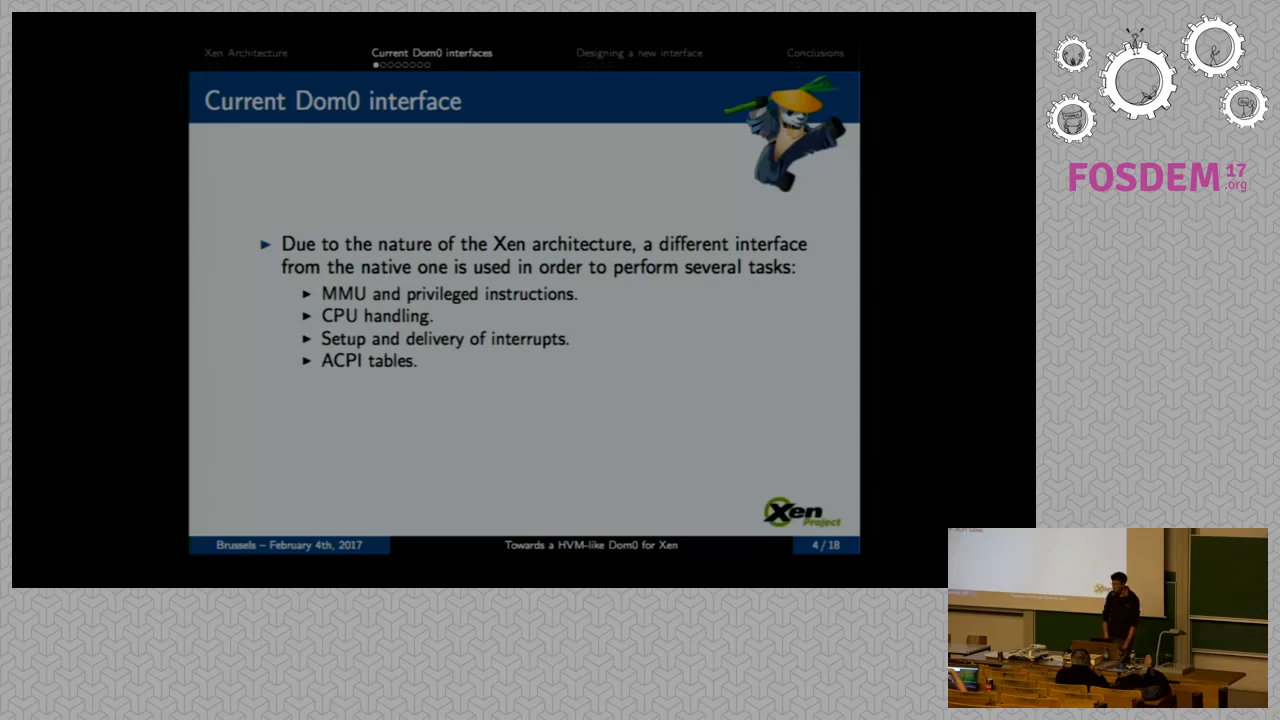 Xen Architecture
Current Dom0 interfaces
Designing a new interface
Conclusions
Current Dom0 interface
Due to the nature of the Xen architecture, a different interface
from the native one is used in order to perform several tasks:
MMU and privileged instructions.
CPU handling.
Setup and delivery of interrupts.
ACPI tables.
Xen
Project
Brussels – February 4th, 2017
Towards a HVM-like Dom0 for Xen
4 / 18
FOSDEM 17
.org